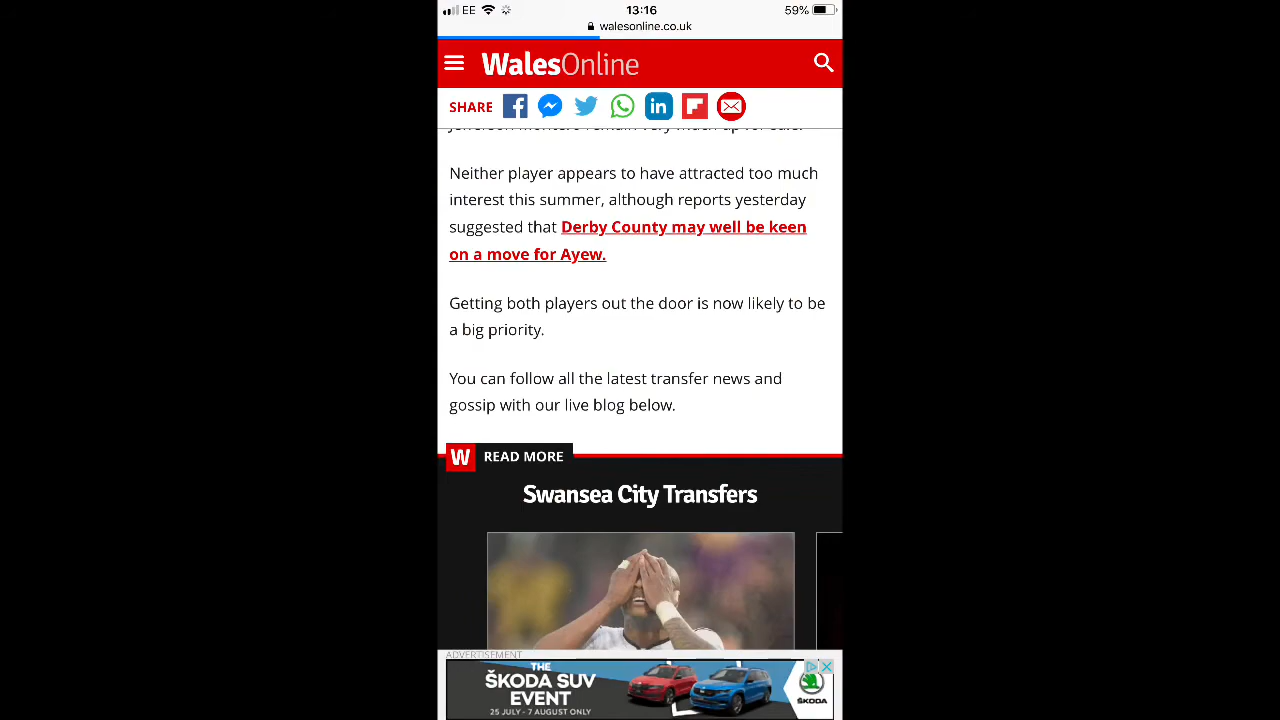 EE 13:16 59%
walesonline.co.uk
WalesOnline
SHARE
Neither player appears to have attracted too much
interest this summer, although reports yesterday
suggested that Derby County may well be keen
on a move for Ayew.
Getting both players out the door is now likely to be
a big priority.
You can follow all the latest transfer news and
gossip with our live blog below.
W READ MORE
Swansea City Transfers
ADVERTISEMENT
THE
ŠKODA SUV
EVENT
25 JULY - 7 AUGUST ONLY
ŠKODA